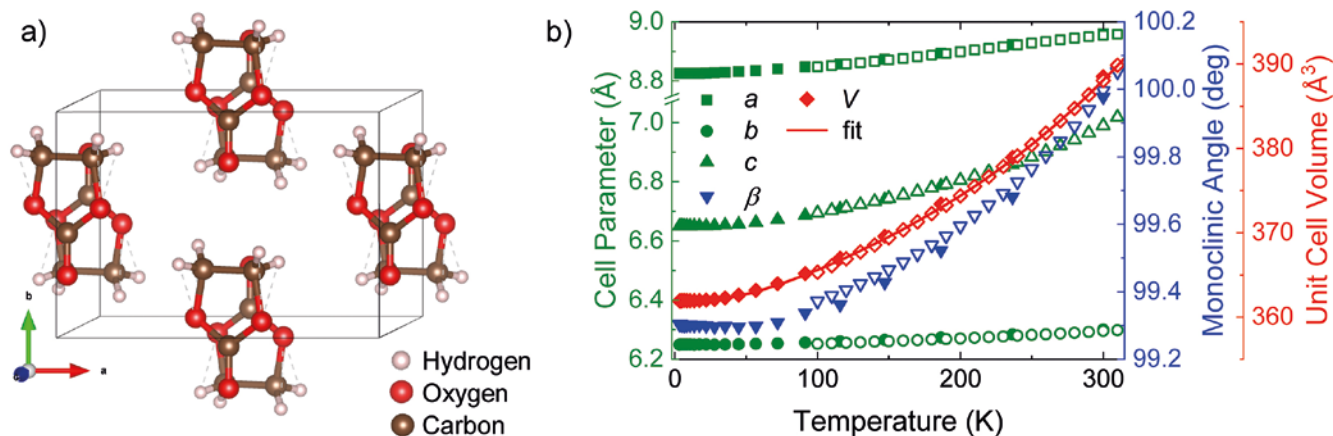 a)
b
a
Hydrogen
Oxygen
Carbon
b)
Cell Parameter (Å)
9.0
8.8
7.0
6.8
6.6
6.4
6.2
a
b
c
β
V
fit
0
100
200
300
Temperature (K)
100.2
100.0
99.8
99.6
99.4
99.2
Monoclinic Angle (deg)
390
380
370
360
Unit Cell Volume (Å³)